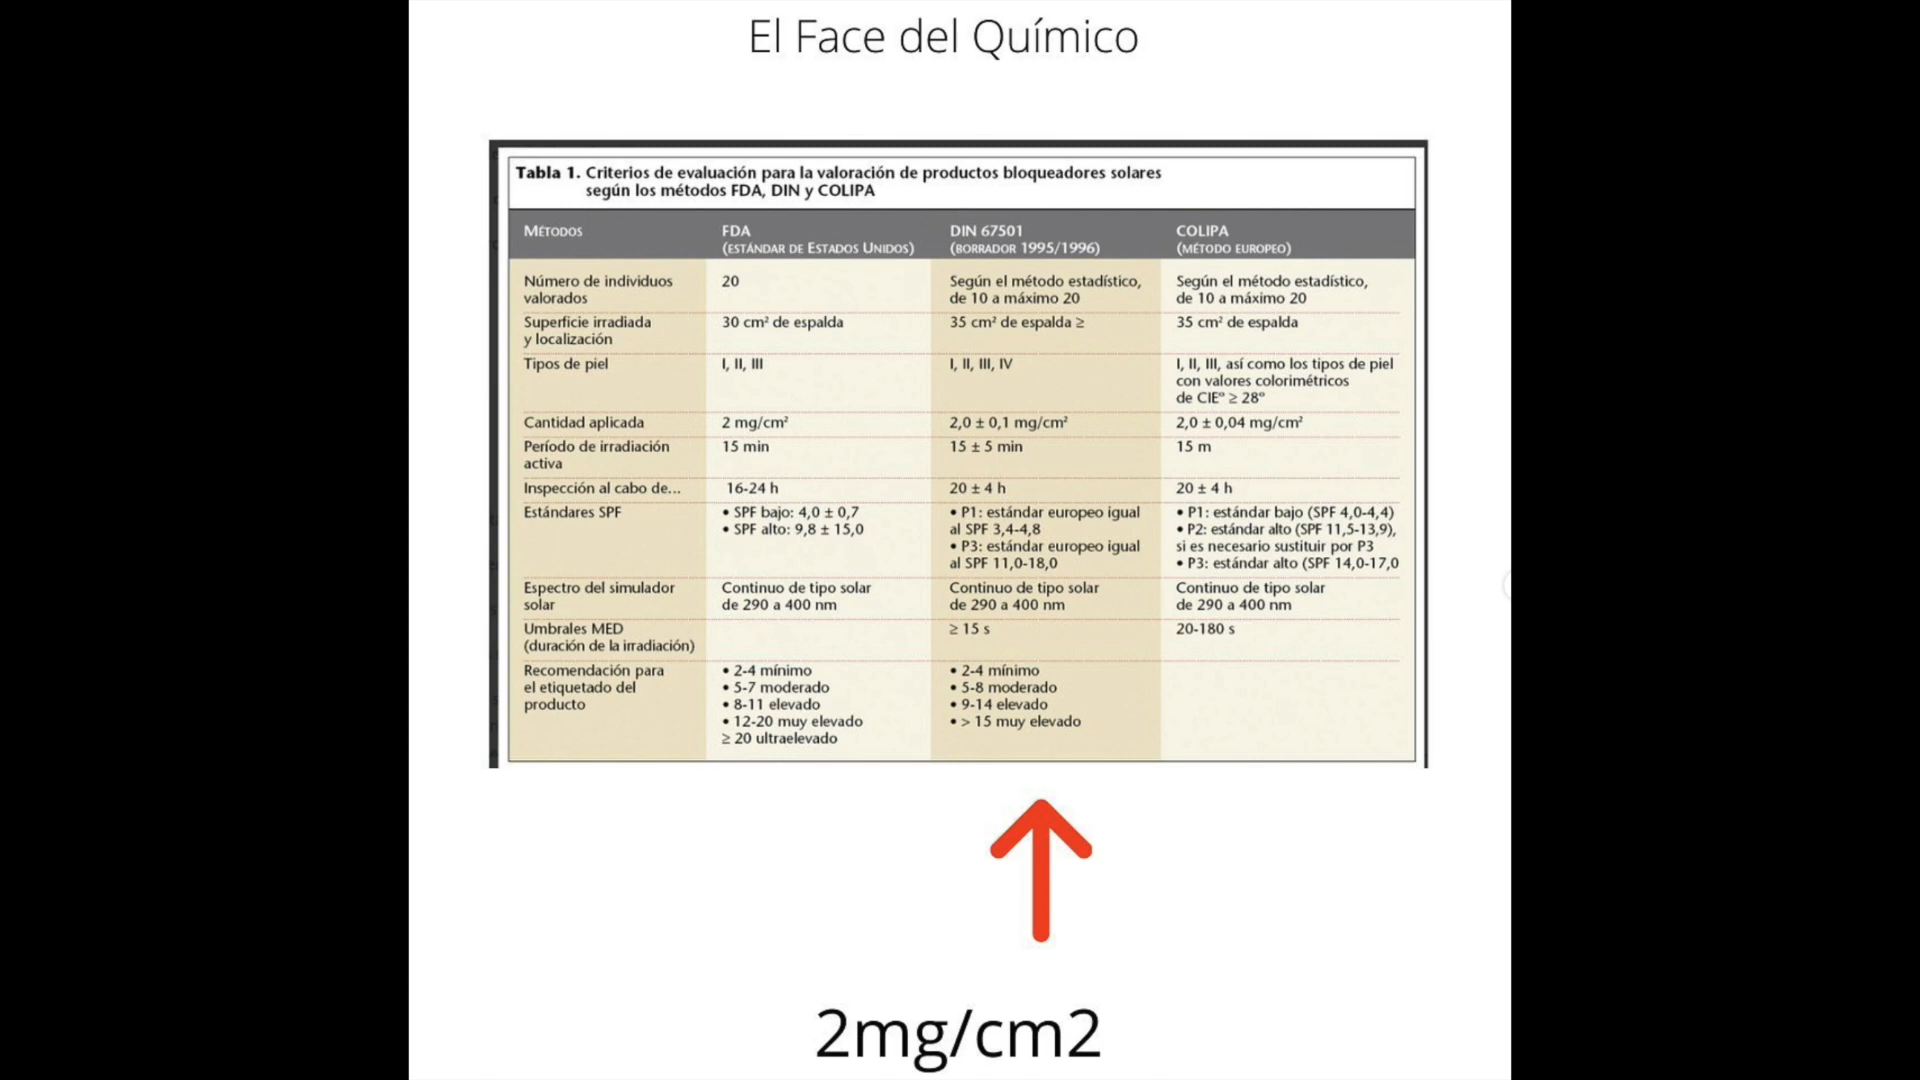 El Face del Químico
Tabla 1. Criterios de evaluación para la valoración de productos bloqueadores solares
según los métodos FDA, DIN y COLIPA
MÉTODOS
FDA
(ESTÁNDAR DE ESTADOS UNIDOS)
DIN 67501
(BORRADOR 1995/1996)
COLIPA
(MÉTODO EUROPEO)
Número de individuos
valorados
20
Según el método estadístico,
de 10 a máximo 20
Según el método estadístico,
de 10 a máximo 20
Superficie irradiada
y localización
30 cm² de espalda
35 cm² de espalda ≥
35 cm² de espalda
Tipos de piel
I, II, III
I, II, III, IV
I, II, III, así como los tipos de piel
con valores colorimétricos
de CIEº ≥ 28º
Cantidad aplicada
2 mg/cm²
2,0 ± 0,1 mg/cm²
2,0 ± 0,04 mg/cm²
Período de irradiación
activa
15 min
15 ± 5 min
15 m
Inspección al cabo de...
16-24 h
20 ± 4 h
20 ± 4 h
Estándares SPF
• SPF bajo: 4,0 ± 0,7
• SPF alto: 9,8 ± 15,0
• P1: estándar europeo igual
al SPF 3,4-4,8
• P3: estándar europeo igual
al SPF 11,0-18,0
• P1: estándar bajo (SPF 4,0-4,4)
• P2: estándar alto (SPF 11,5-13,9),
si es necesario sustituir por P3
• P3: estándar alto (SPF 14,0-17,0
Espectro del simulador
solar
Continuo de tipo solar
de 290 a 400 nm
Continuo de tipo solar
de 290 a 400 nm
Continuo de tipo solar
de 290 a 400 nm
Umbrales MED
(duración de la irradiación)
≥ 15 s
20-180 s
Recomendación para
el etiquetado del
producto
• 2-4 mínimo
• 5-7 moderado
• 8-11 elevado
• 12-20 muy elevado
≥ 20 ultraelevado
• 2-4 mínimo
• 5-8 moderado
• 9-14 elevado
• > 15 muy elevado
2mg/cm2